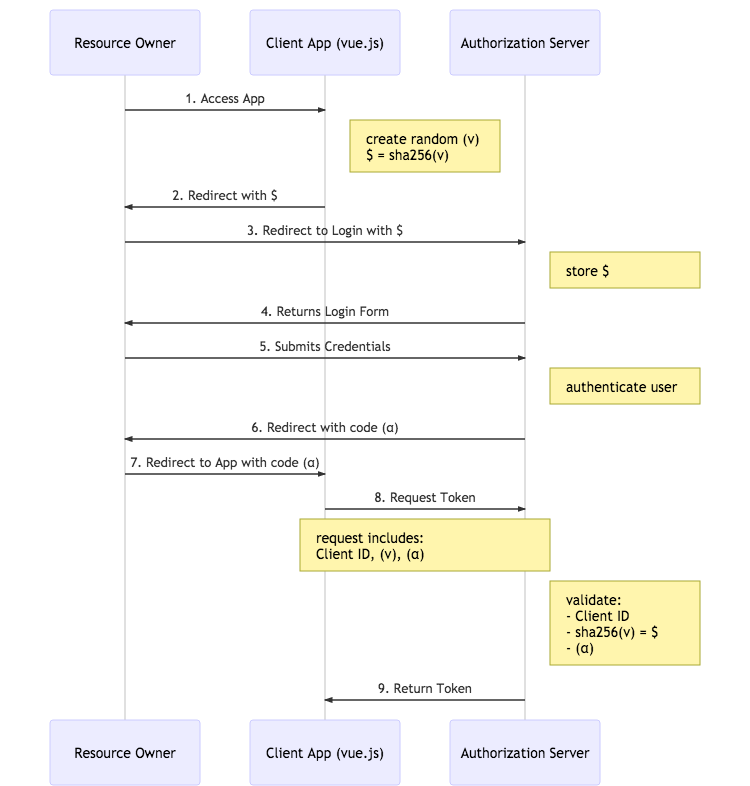 Resource Owner
Client App (vue.js)
Authorization Server
1. Access App
create random (v)
$ = sha256(v)
2. Redirect with $
3. Redirect to Login with $
store $
4. Returns Login Form
5. Submits Credentials
authenticate user
6. Redirect with code (α)
7. Redirect to App with code (α)
8. Request Token
request includes:
Client ID, (v), (α)
validate:
- Client ID
- sha256(v) = $
- (α)
9. Return Token
Resource Owner
Client App (vue.js)
Authorization Server